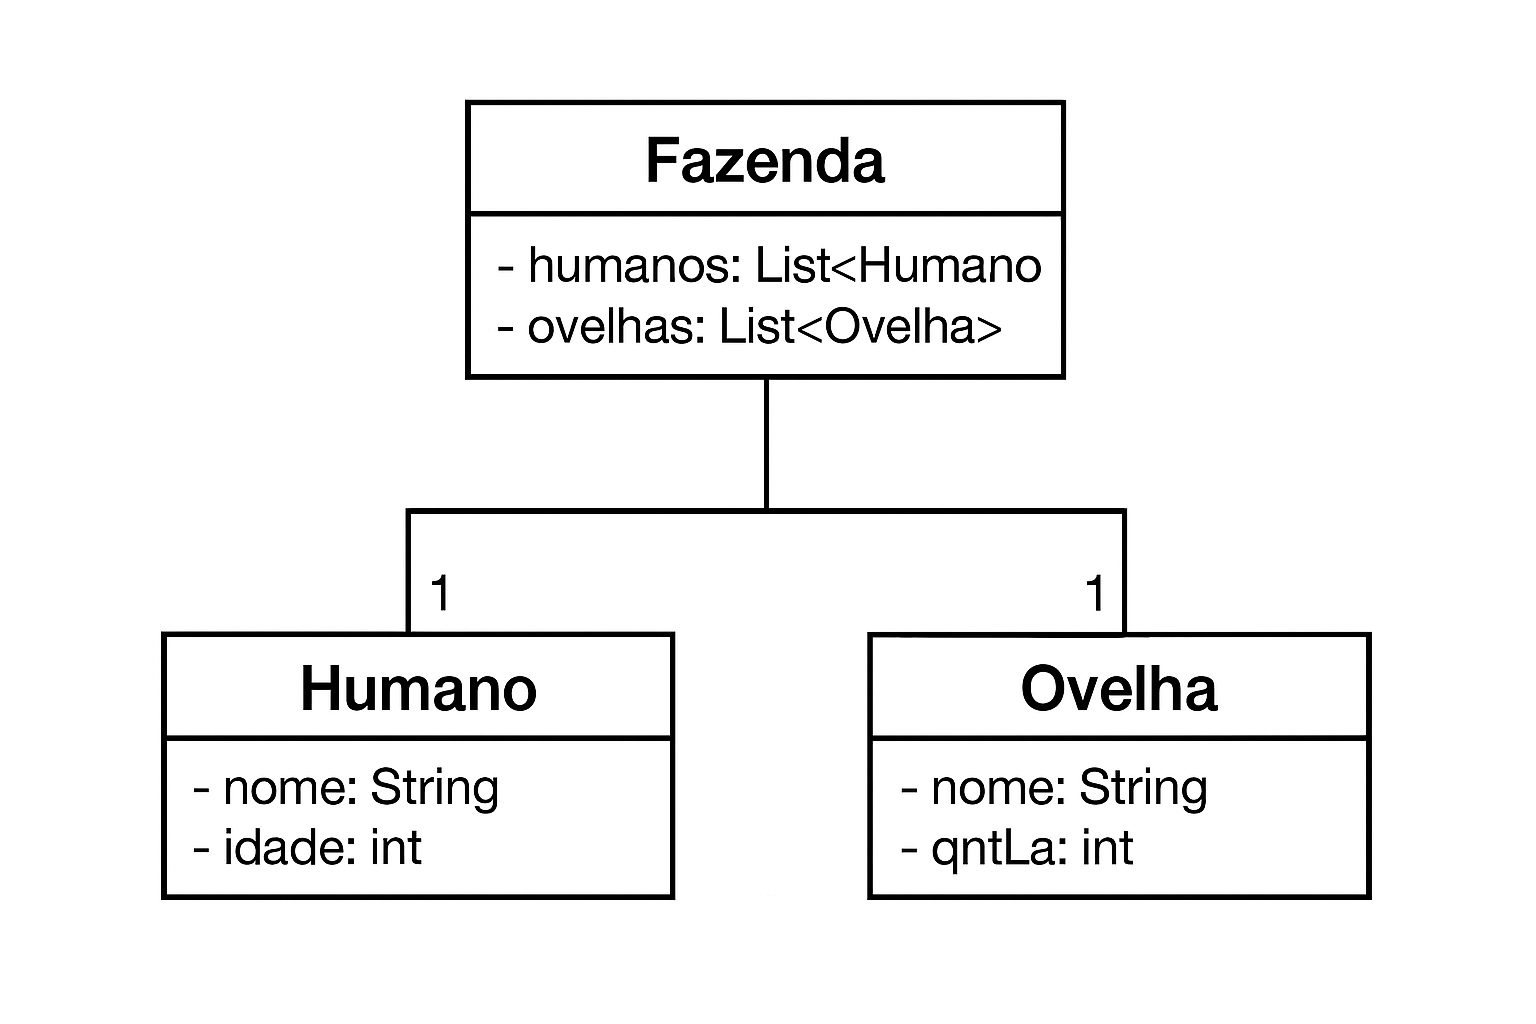 Fazenda
- humanos: List<Humano
- ovelhas: List<Ovelha>
1
1
Humano
- nome: String
- idade: int
Ovelha
- nome: String
- qntLa: int